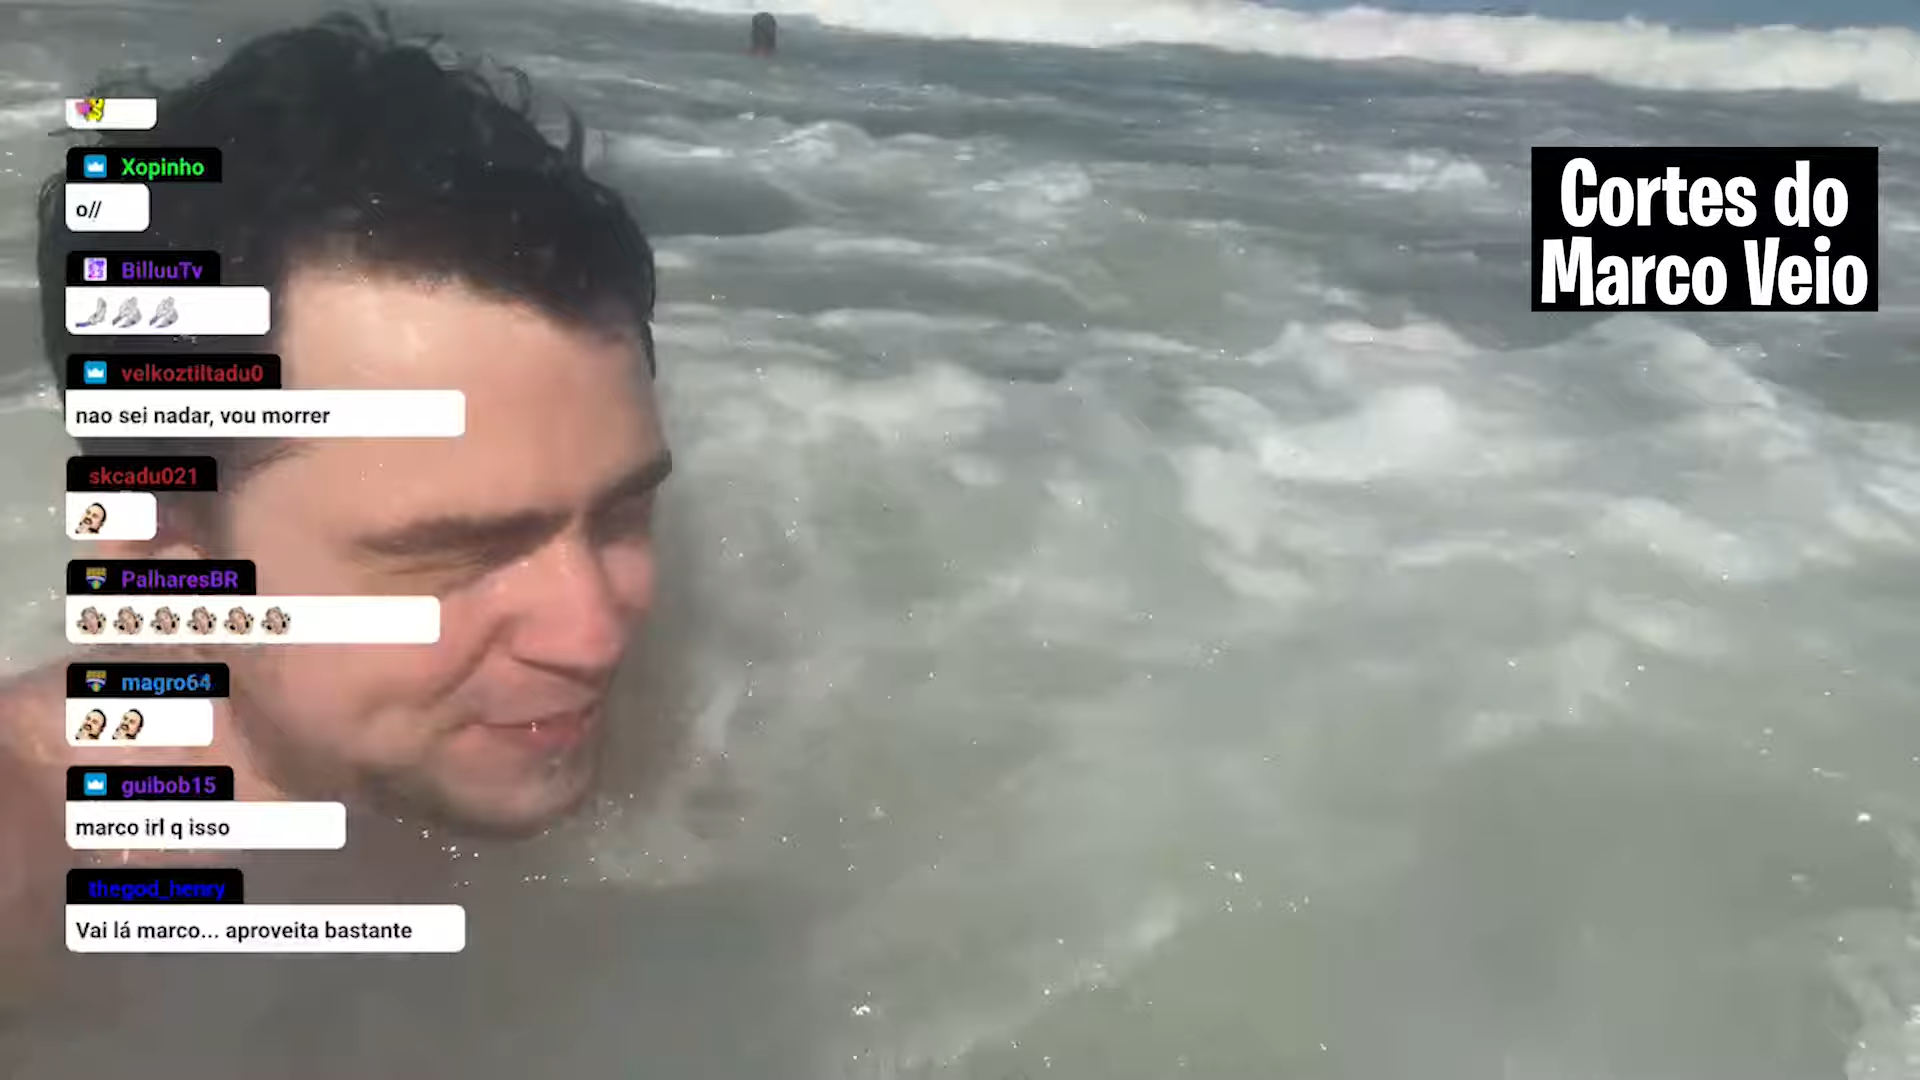 Xopinho
o//
BilluuTv
velkoztiltadu0
nao sei nadar, vou morrer
skcadu021
PalharesBR
magro64
guibob15
marco irl q isso
thegod_henry
Vai lá marco... aproveita bastante
Cortes do
Marco Veio